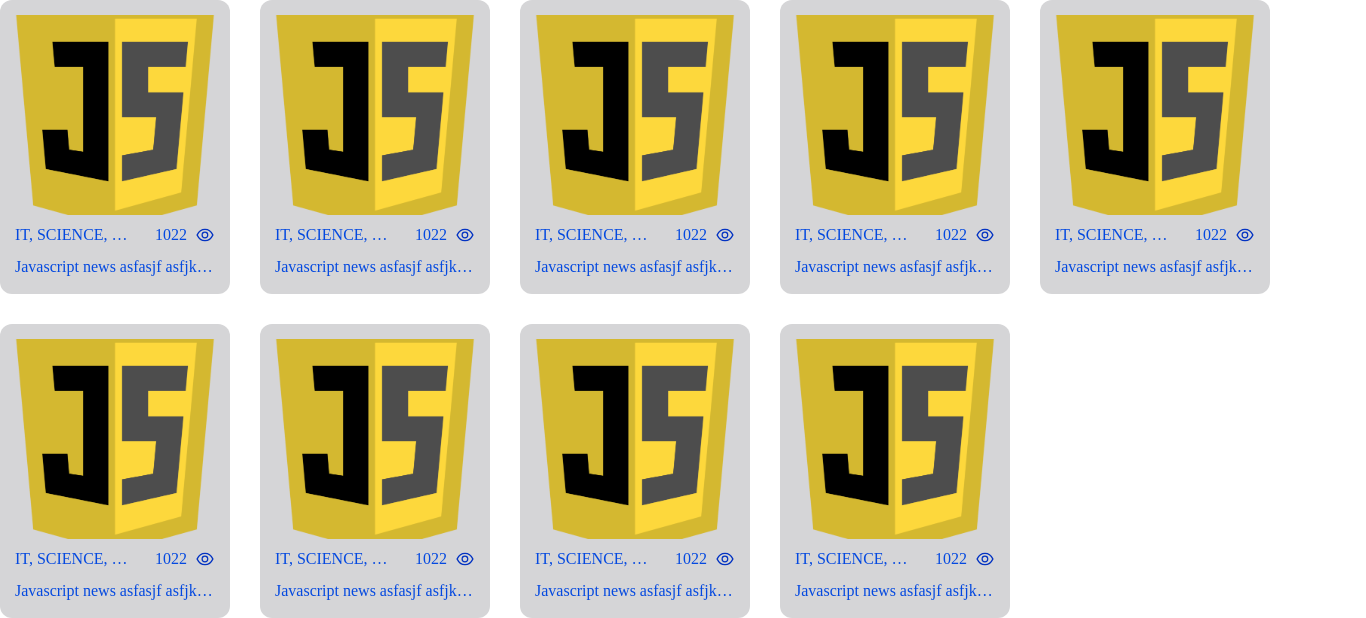 JS JS JS JS JS
IT, SCIENCE, … 1022 IT, SCIENCE, … 1022 IT, SCIENCE, … 1022 IT, SCIENCE, … 1022 IT, SCIENCE, … 1022
Javascript news asfasjf asfjk… Javascript news asfasjf asfjk… Javascript news asfasjf asfjk… Javascript news asfasjf asfjk… Javascript news asfasjf asfjk…
JS JS JS JS
IT, SCIENCE, … 1022 IT, SCIENCE, … 1022 IT, SCIENCE, … 1022 IT, SCIENCE, … 1022
Javascript news asfasjf asfjk… Javascript news asfasjf asfjk… Javascript news asfasjf asfjk… Javascript news asfasjf asfjk…